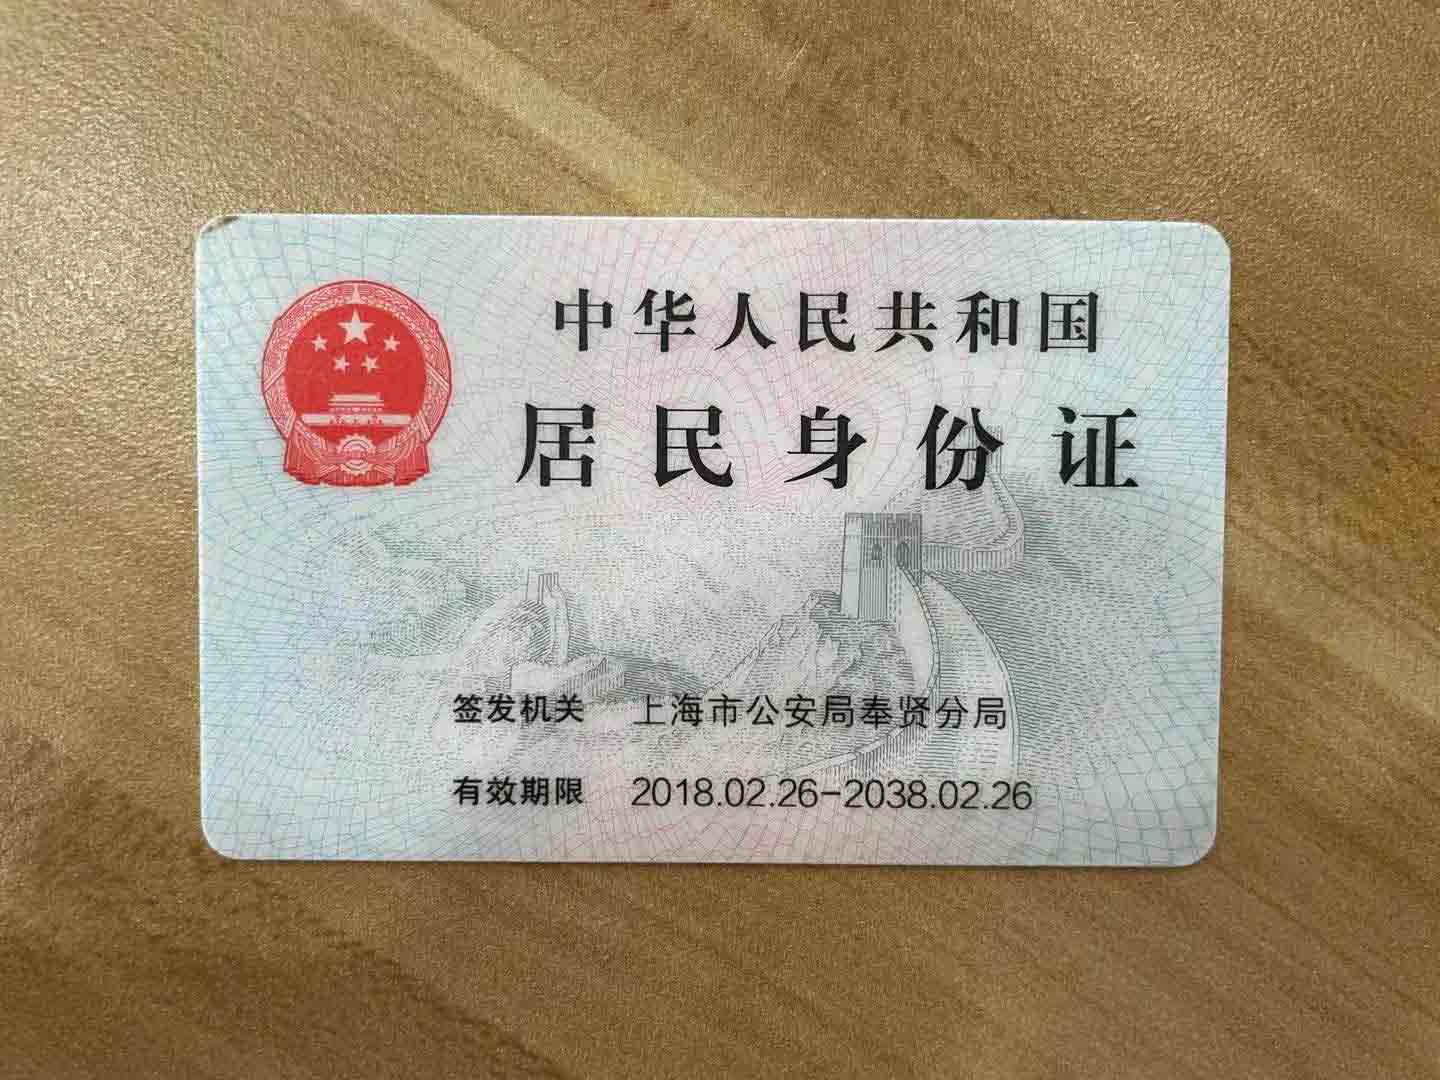 中华人民共和国
居民身份证
签发机关 上海市公安局奉贤分局
有效期限 2018.02.26-2038.02.26